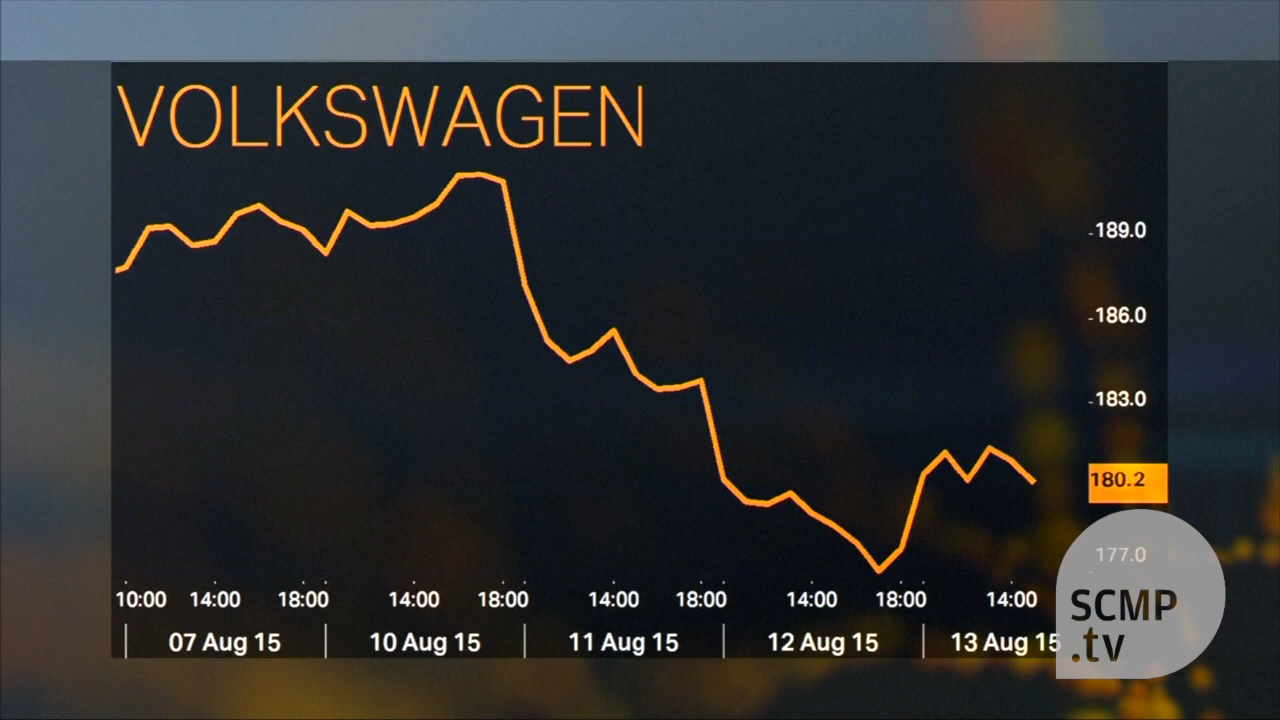 VOLKSWAGEN
-189.0
-186.0
-183.0
180.2
177.0
10:00 14:00 18:00 14:00 18:00 14:00 18:00 14:00 18:00 14:00
07 Aug 15 10 Aug 15 11 Aug 15 12 Aug 15 13 Aug 15
SCMP
.tv